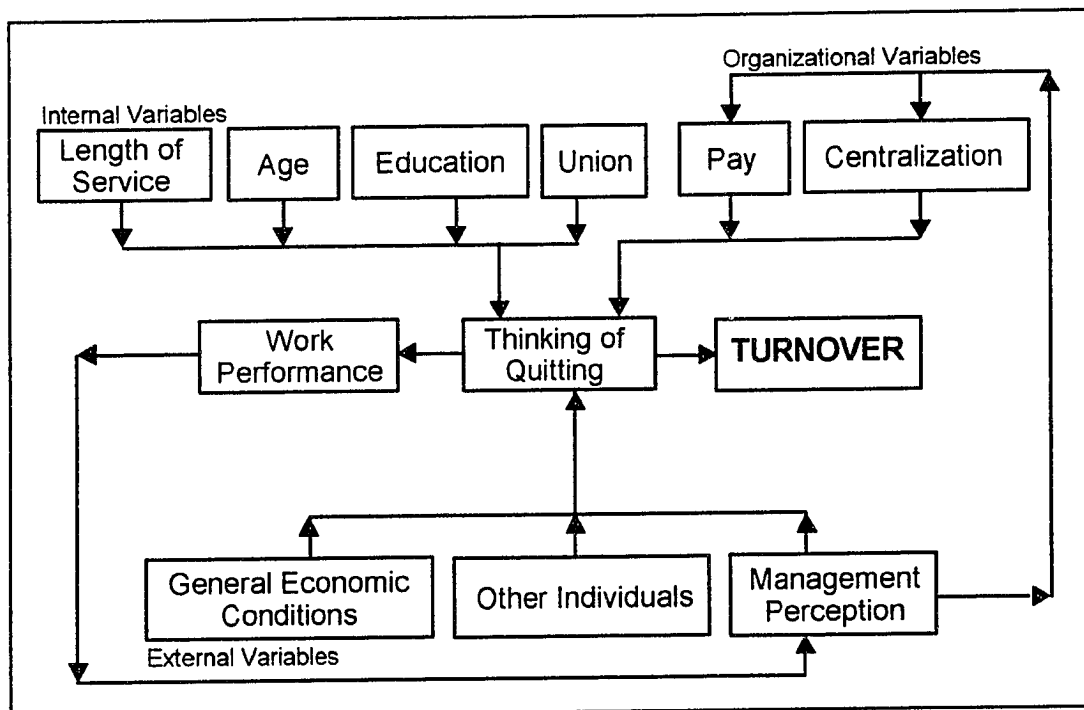 Organizational Variables
Internal Variables
Length of
Service
Age
Education
Union
Pay
Centralization
Work
Performance
Thinking of
Quitting
TURNOVER
General Economic
Conditions
Other Individuals
Management
Perception
External Variables